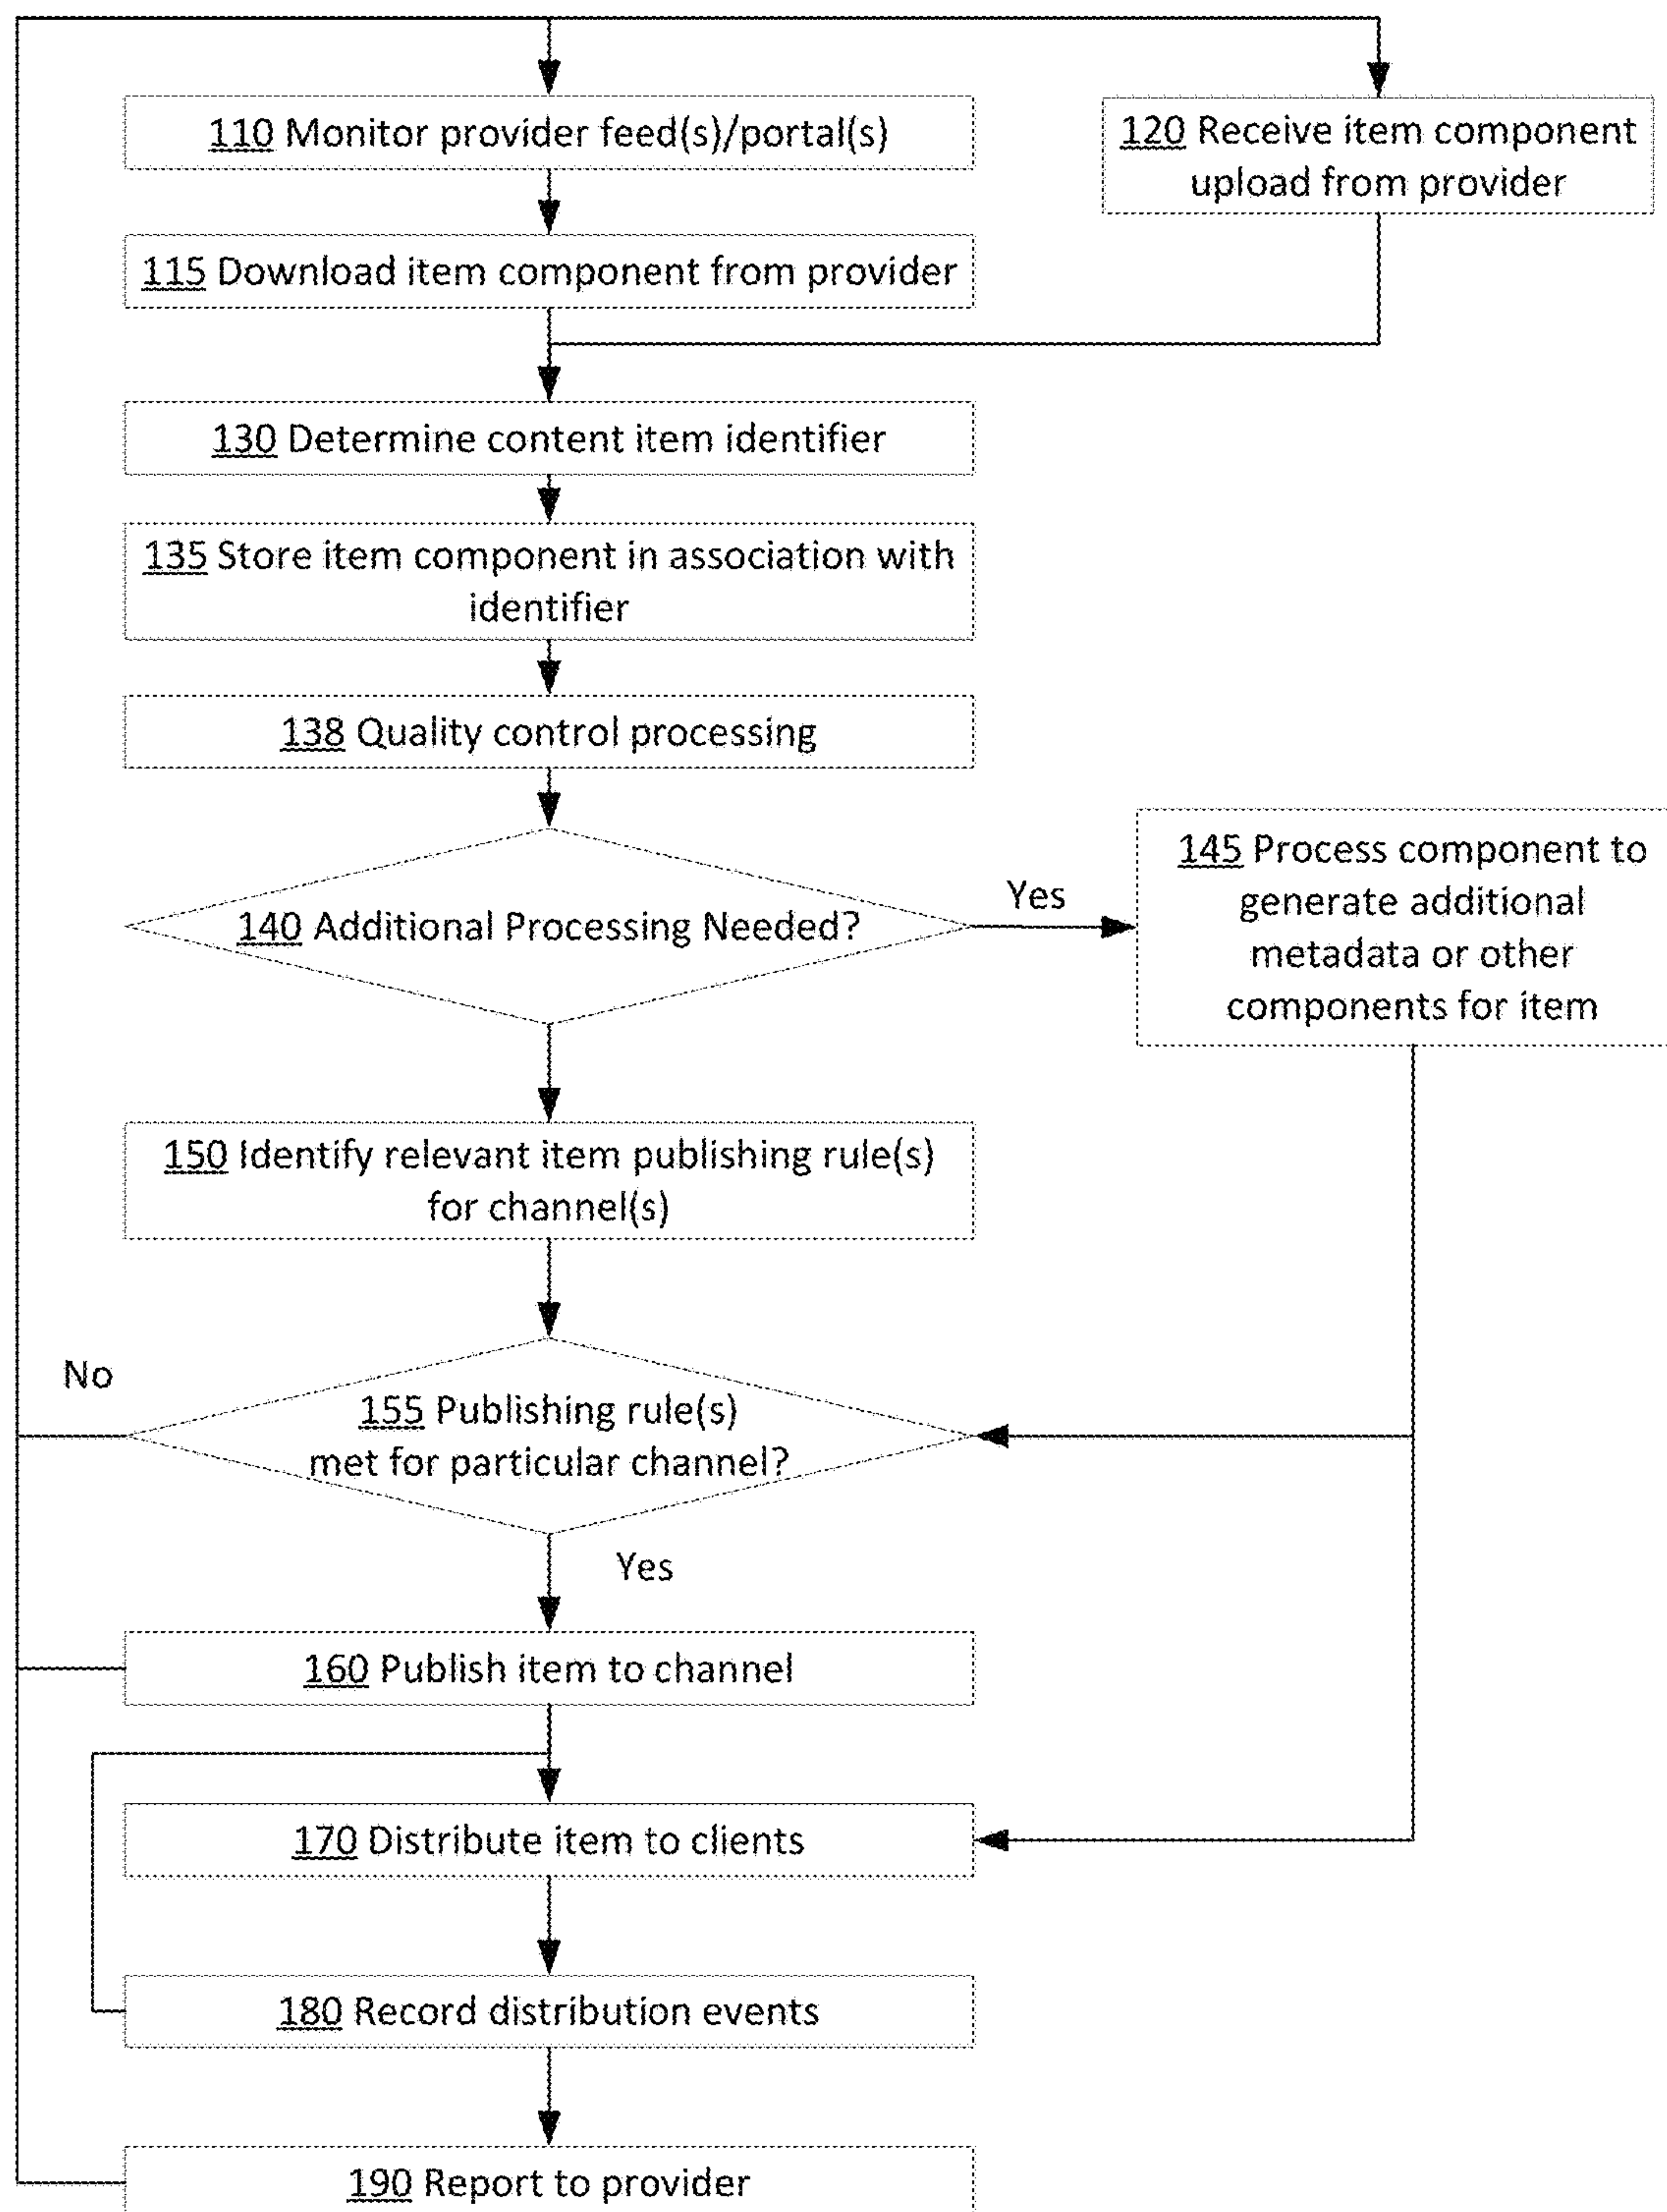 110 Monitor provider feed(s)/portal(s)
120 Receive item component
upload from provider
115 Download item component from provider
130 Determine content item identifier
135 Store item component in association with
identifier
138 Quality control processing
140 Additional Processing Needed?
Yes
145 Process component to
generate additional
metadata or other
components for item
150 Identify relevant item publishing rule(s)
for channel(s)
No
155 Publishing rule(s)
met for particular channel?
Yes
160 Publish item to channel
170 Distribute item to clients
180 Record distribution events
190 Report to provider